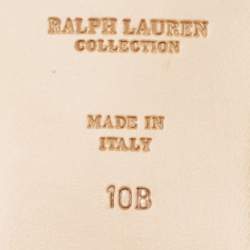 RALPH LAUREN
COLLECTION
MADE IN
ITALY
10B